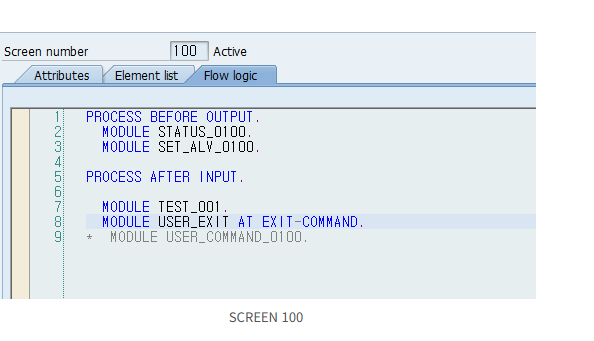 Screen number 100 Active
Attributes Element list Flow logic
1 PROCESS BEFORE OUTPUT.
2 MODULE STATUS_0100.
3 MODULE SET_ALV_0100.
4
5 PROCESS AFTER INPUT.
6
7 MODULE TEST_001.
8 MODULE USER_EXIT AT EXIT-COMMAND.
9 * MODULE USER_COMMAND_0100.
SCREEN 100